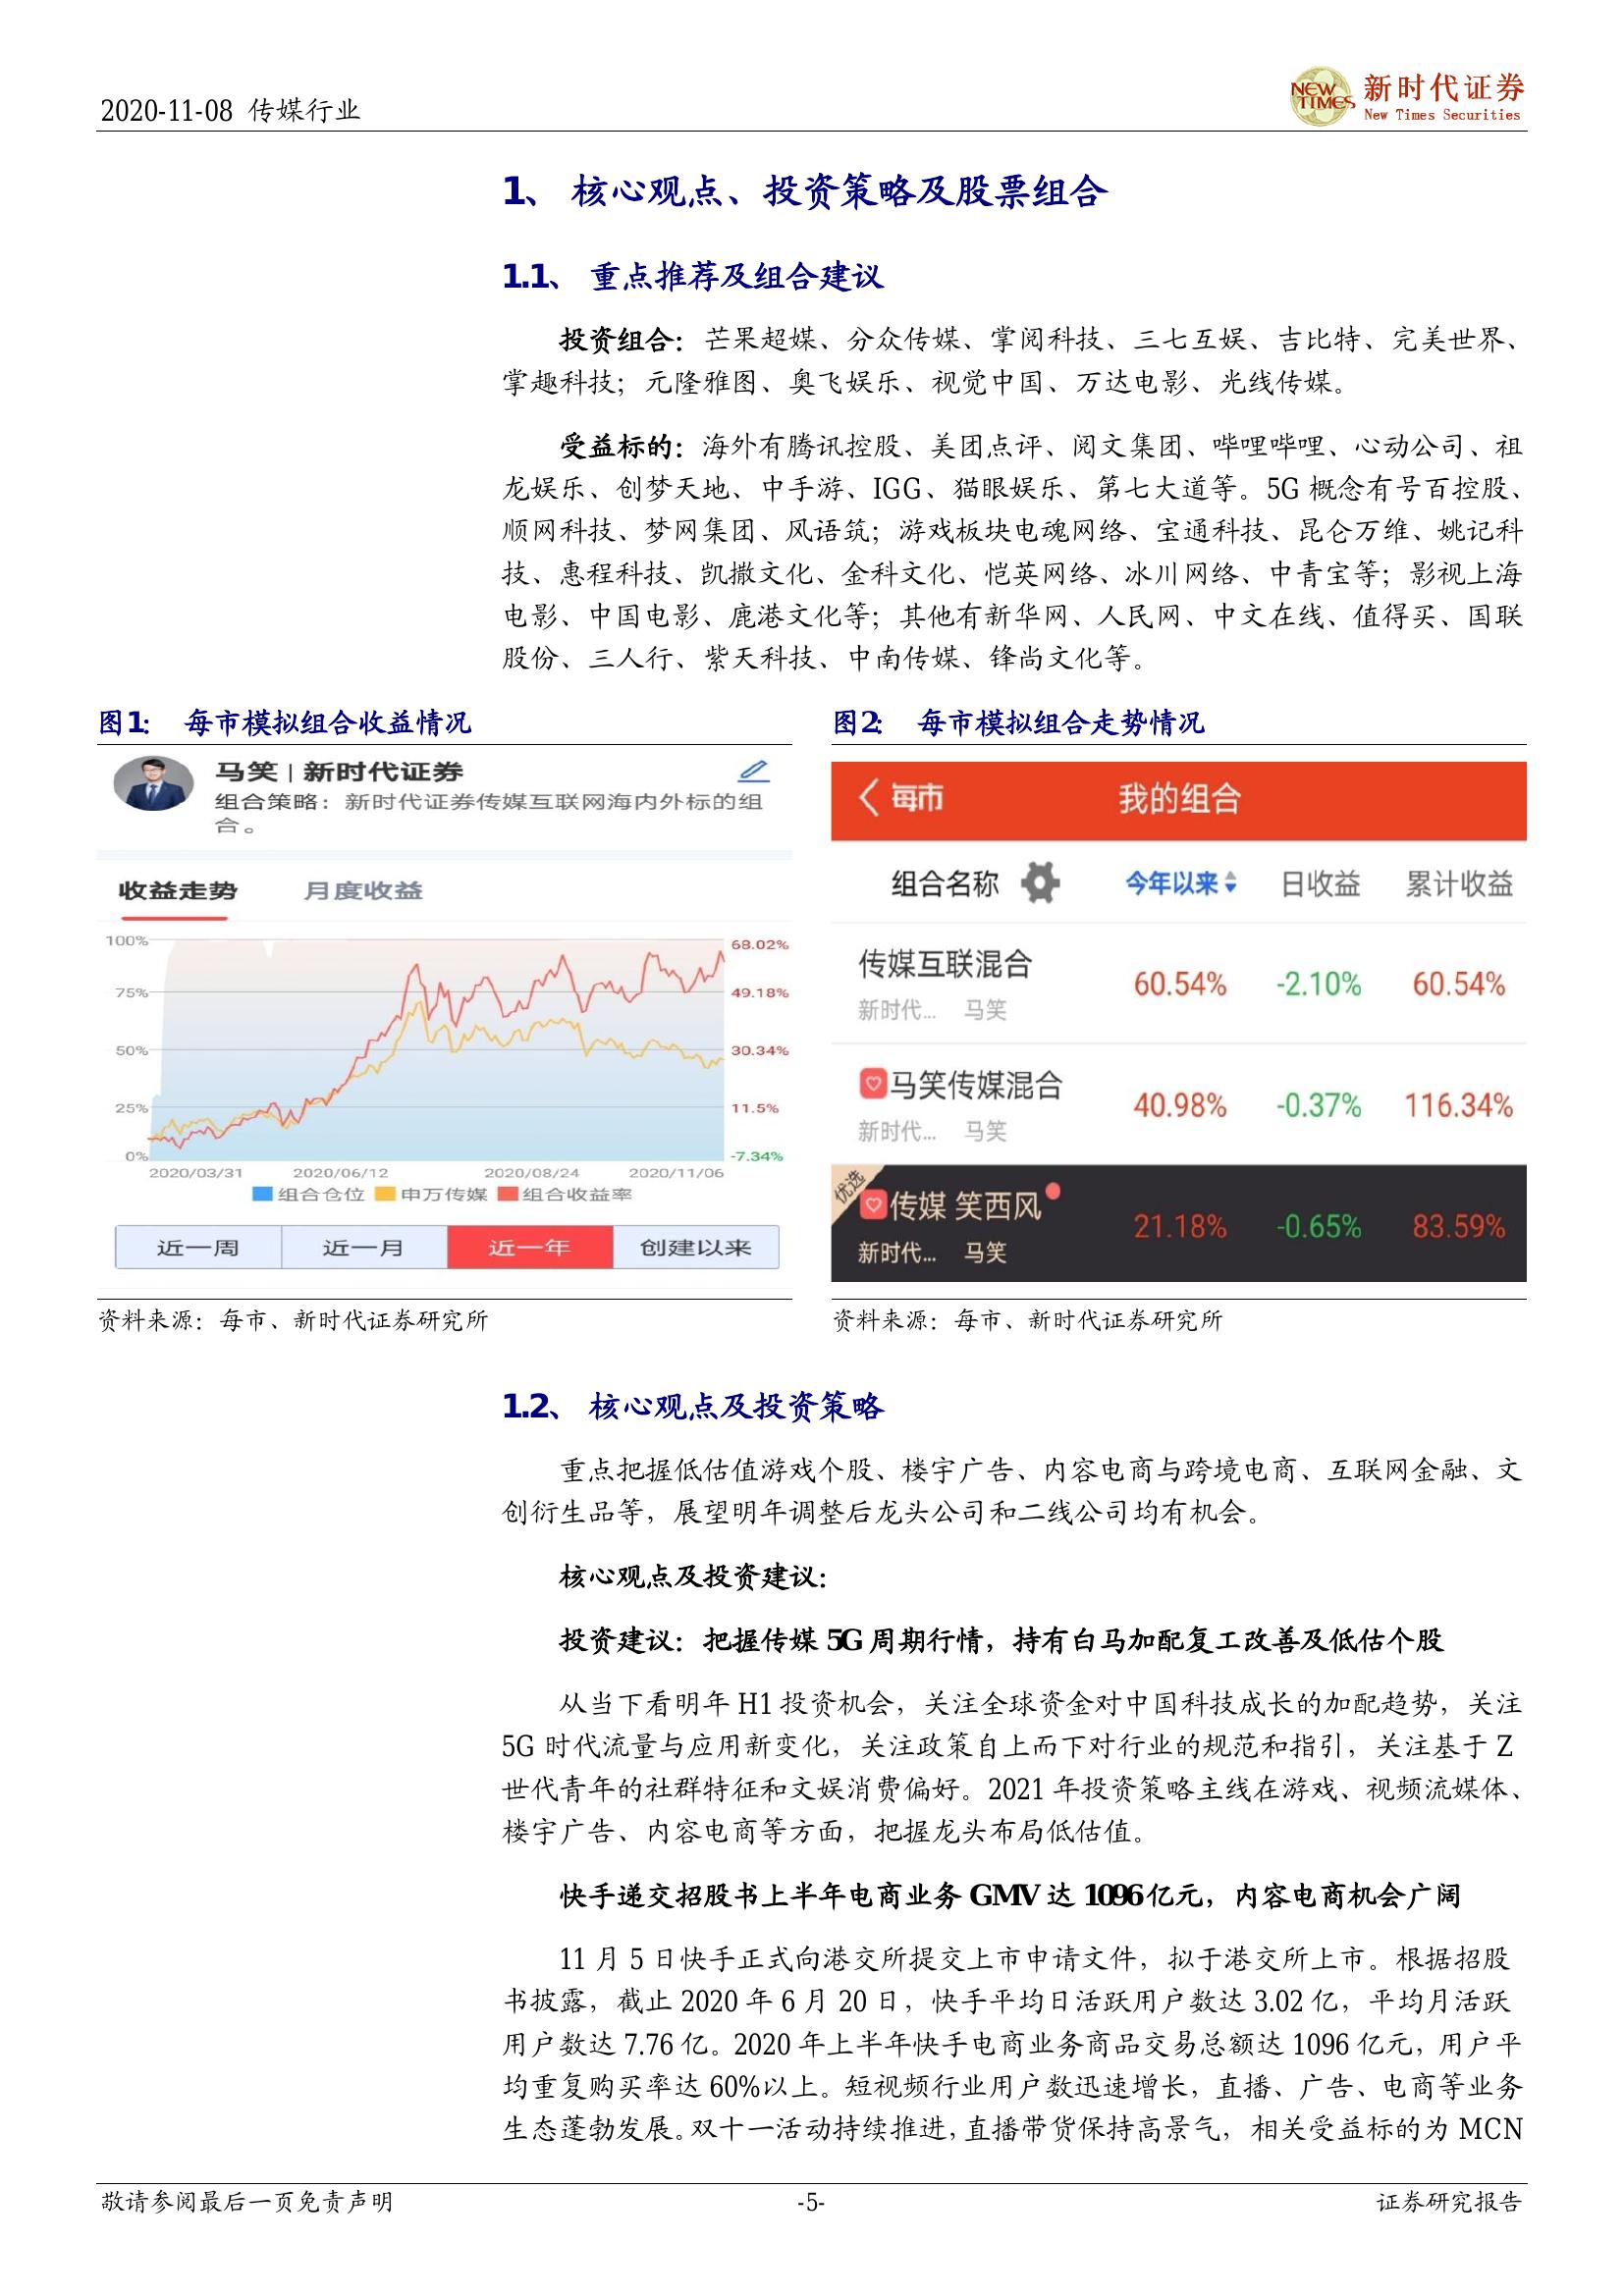 2020-11-08 传媒行业
NEW TIMES
新时代证券
New Times Securities
1、 核心观点、投资策略及股票组合
1.1、 重点推荐及组合建议
投资组合：芒果超媒、分众传媒、掌阅科技、三七互娱、吉比特、完美世界、
掌趣科技；元隆雅图、奥飞娱乐、视觉中国、万达电影、光线传媒。
受益标的：海外有腾讯控股、美团点评、阅文集团、哔哩哔哩、心动公司、祖
龙娱乐、创梦天地、中手游、IGG、猫眼娱乐、第七大道等。5G 概念有号百控股、
顺网科技、梦网集团、风语筑；游戏板块电魂网络、宝通科技、昆仑万维、姚记科
技、惠程科技、凯撒文化、金科文化、恺英网络、冰川网络、中青宝等；影视上海
电影、中国电影、鹿港文化等；其他有新华网、人民网、中文在线、值得买、国联
股份、三人行、紫天科技、中南传媒、锋尚文化等。
图1： 每市模拟组合收益情况
马笑 | 新时代证券
组合策略：新时代证券传媒互联网海内外标的组
合。
收益走势 月度收益
100% 68.02%
75% 49.18%
50% 30.34%
25% 11.5%
0% -7.34%
2020/03/31 2020/06/12 2020/08/24 2020/11/06
组合仓位 申万传媒 组合收益率
近一周 近一月 近一年 创建以来
资料来源：每市、新时代证券研究所
图2： 每市模拟组合走势情况
每市 我的组合
组合名称 今年以来 日收益 累计收益
传媒互联混合 60.54% -2.10% 60.54%
新时代... 马笑
马笑传媒混合 40.98% -0.37% 116.34%
新时代... 马笑
优选
传媒 笑西风 21.18% -0.65% 83.59%
新时代... 马笑
资料来源：每市、新时代证券研究所
1.2、 核心观点及投资策略
重点把握低估值游戏个股、楼宇广告、内容电商与跨境电商、互联网金融、文
创衍生品等，展望明年调整后龙头公司和二线公司均有机会。
核心观点及投资建议：
投资建议：把握传媒 5G 周期行情，持有白马加配复工改善及低估个股
从当下看明年 H1 投资机会，关注全球资金对中国科技成长的加配趋势，关注
5G 时代流量与应用新变化，关注政策自上而下对行业的规范和指引，关注基于 Z
世代青年的社群特征和文娱消费偏好。2021 年投资策略主线在游戏、视频流媒体、
楼宇广告、内容电商等方面，把握龙头布局低估值。
快手递交招股书上半年电商业务 GMV 达 1096 亿元，内容电商机会广阔
11 月 5 日快手正式向港交所提交上市申请文件，拟于港交所上市。根据招股
书披露，截止 2020 年 6 月 20 日，快手平均日活跃用户数达 3.02 亿，平均月活跃
用户数达 7.76 亿。2020 年上半年快手电商业务商品交易总额达 1096 亿元，用户平
均重复购买率达 60%以上。短视频行业用户数迅速增长，直播、广告、电商等业务
生态蓬勃发展。双十一活动持续推进，直播带货保持高景气，相关受益标的为 MCN
敬请参阅最后一页免责声明 -5- 证券研究报告